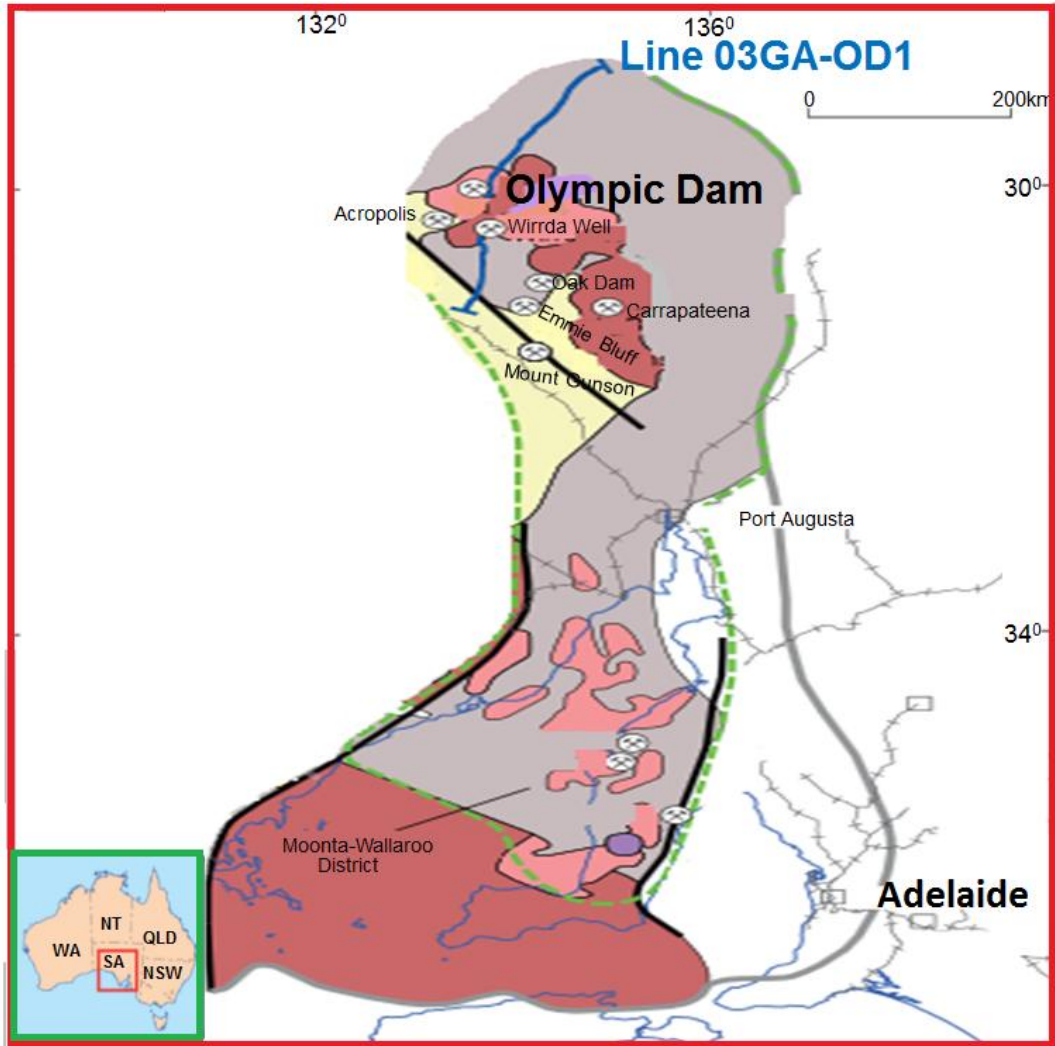 132⁰
136⁰
Line 03GA-OD1
0 200km
30⁰
Olympic Dam
Acropolis
Wirrda Well
Oak Dam
Carrapateena
Emmie Bluff
Mount Gunson
Port Augusta
34⁰
Moonta-Wallaroo
District
Adelaide
NT
WA
QLD
SA
NSW